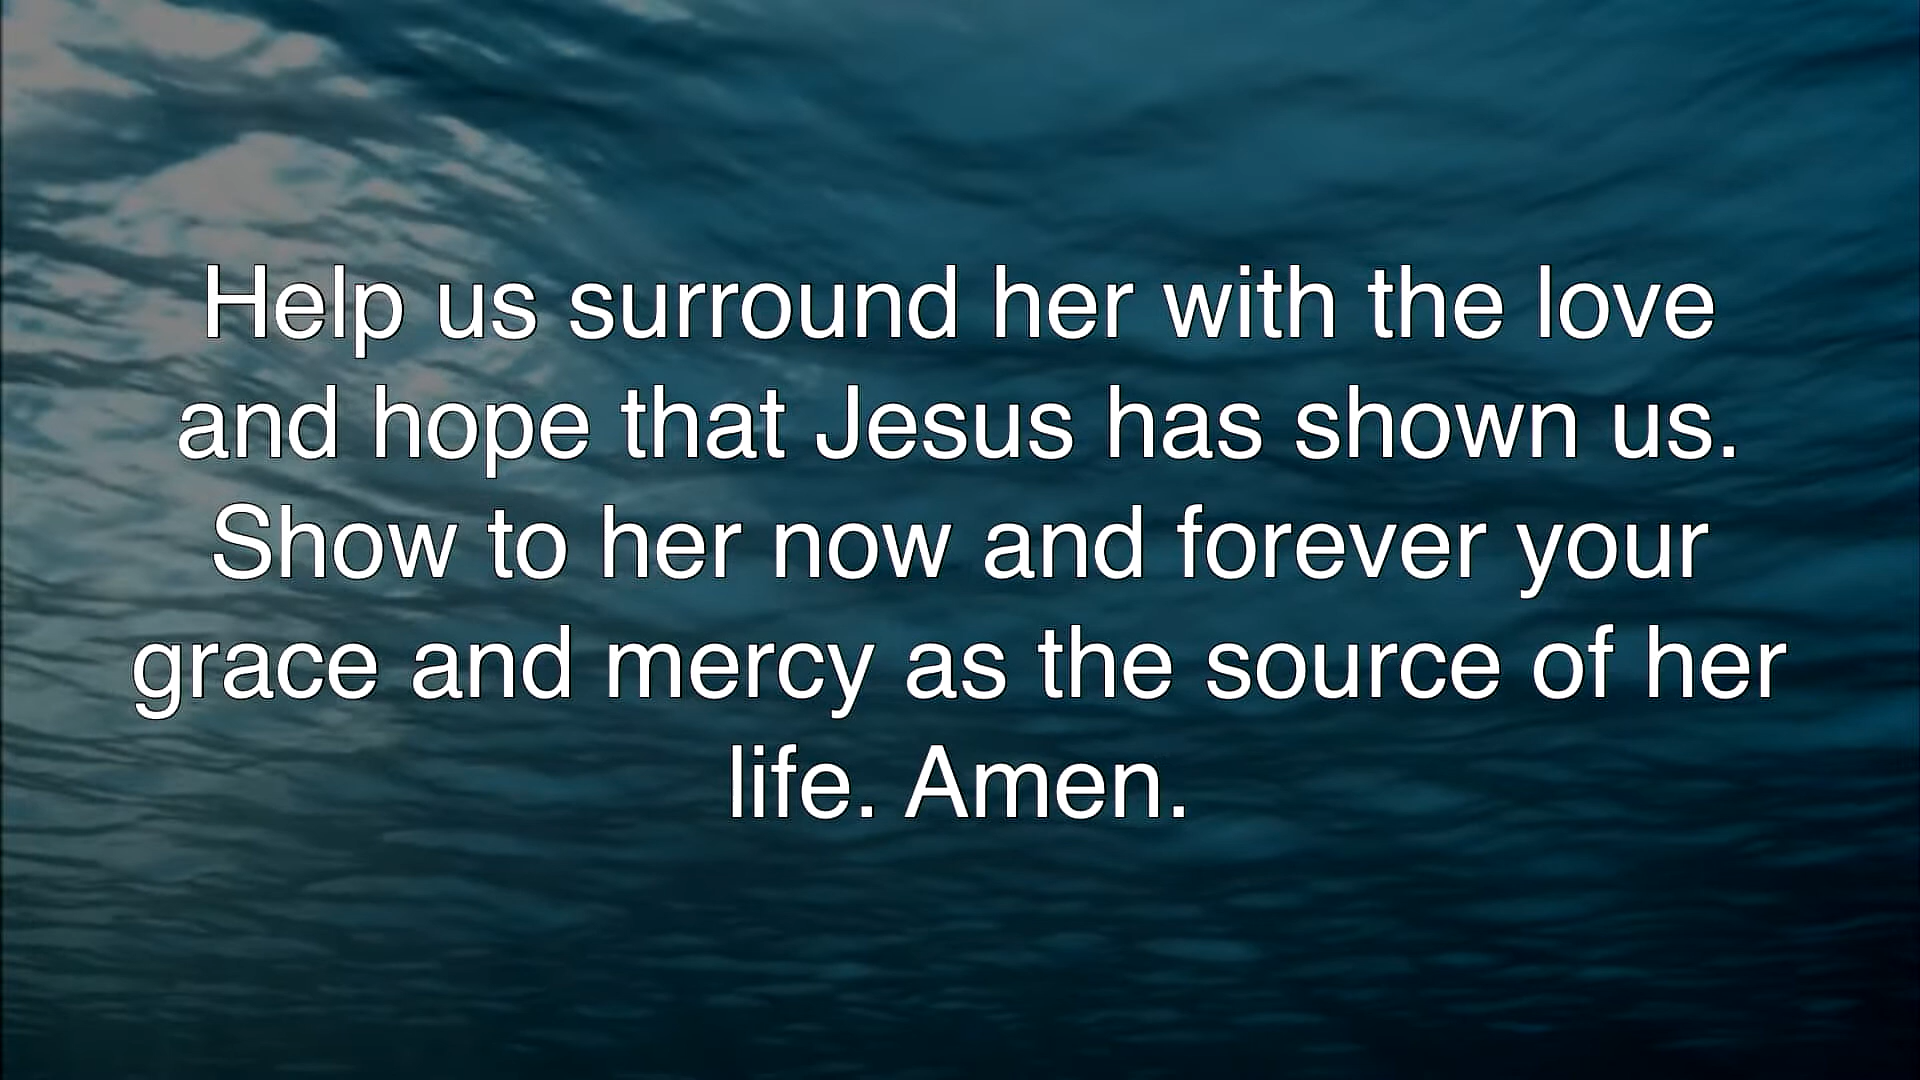 Help us surround her with the love
and hope that Jesus has shown us.
Show to her now and forever your
grace and mercy as the source of her
life. Amen.